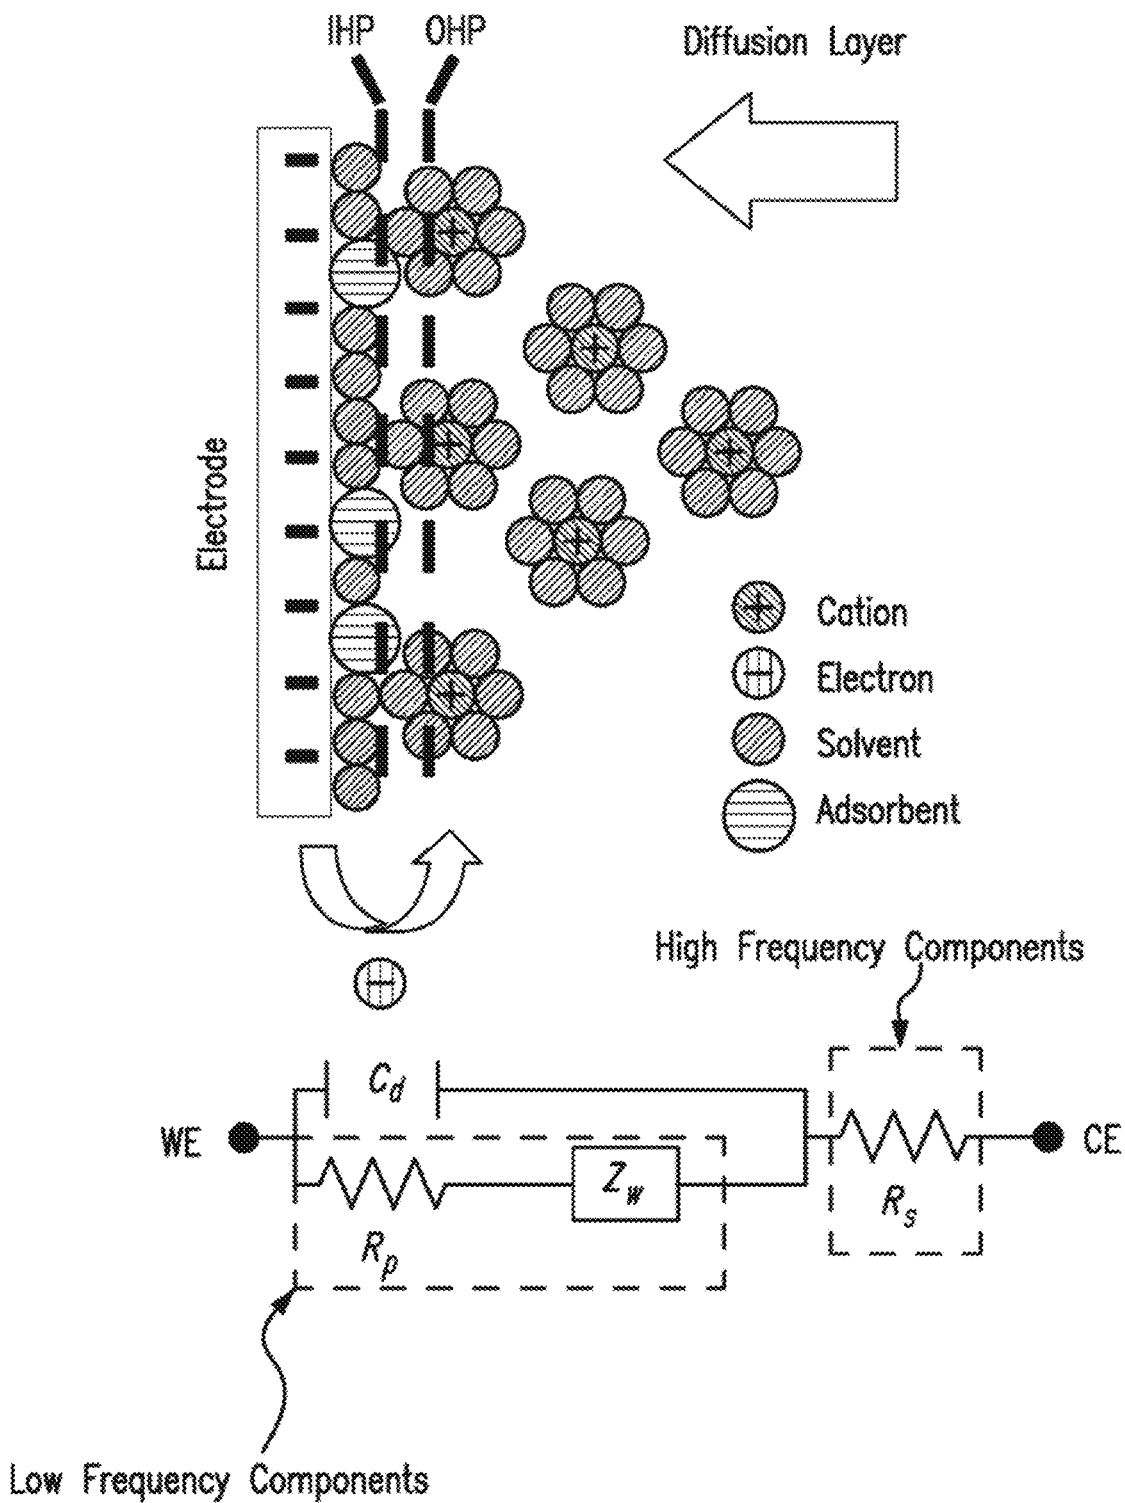 IHP OHP
Diffusion Layer
Electrode
Cation
Electron
Solvent
Adsorbent
High Frequency Components
C_d
WE
Z_w
R_p
R_s
CE
Low Frequency Components